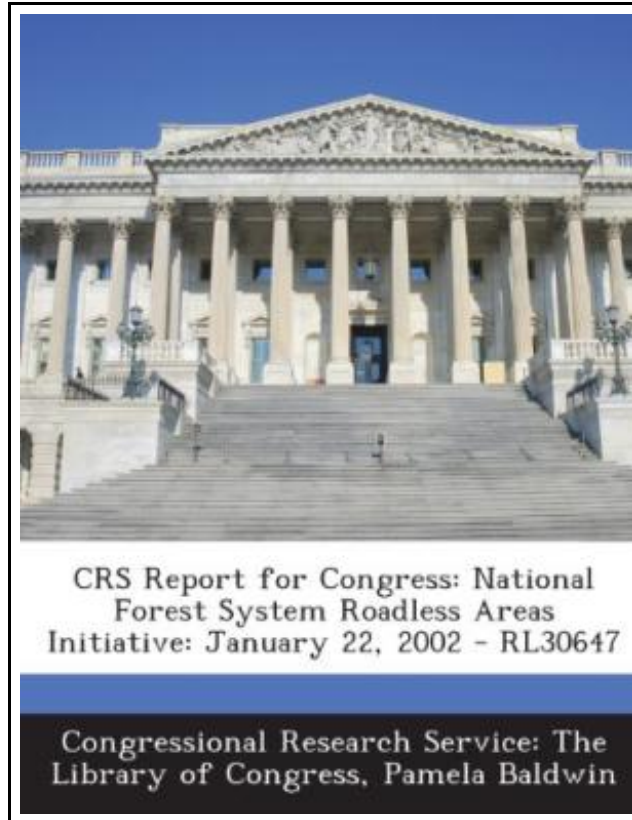 CRS Report for Congress: National
Forest System Roadless Areas
Initiative: January 22, 2002 - RL30647
Congressional Research Service: The
Library of Congress, Pamela Baldwin